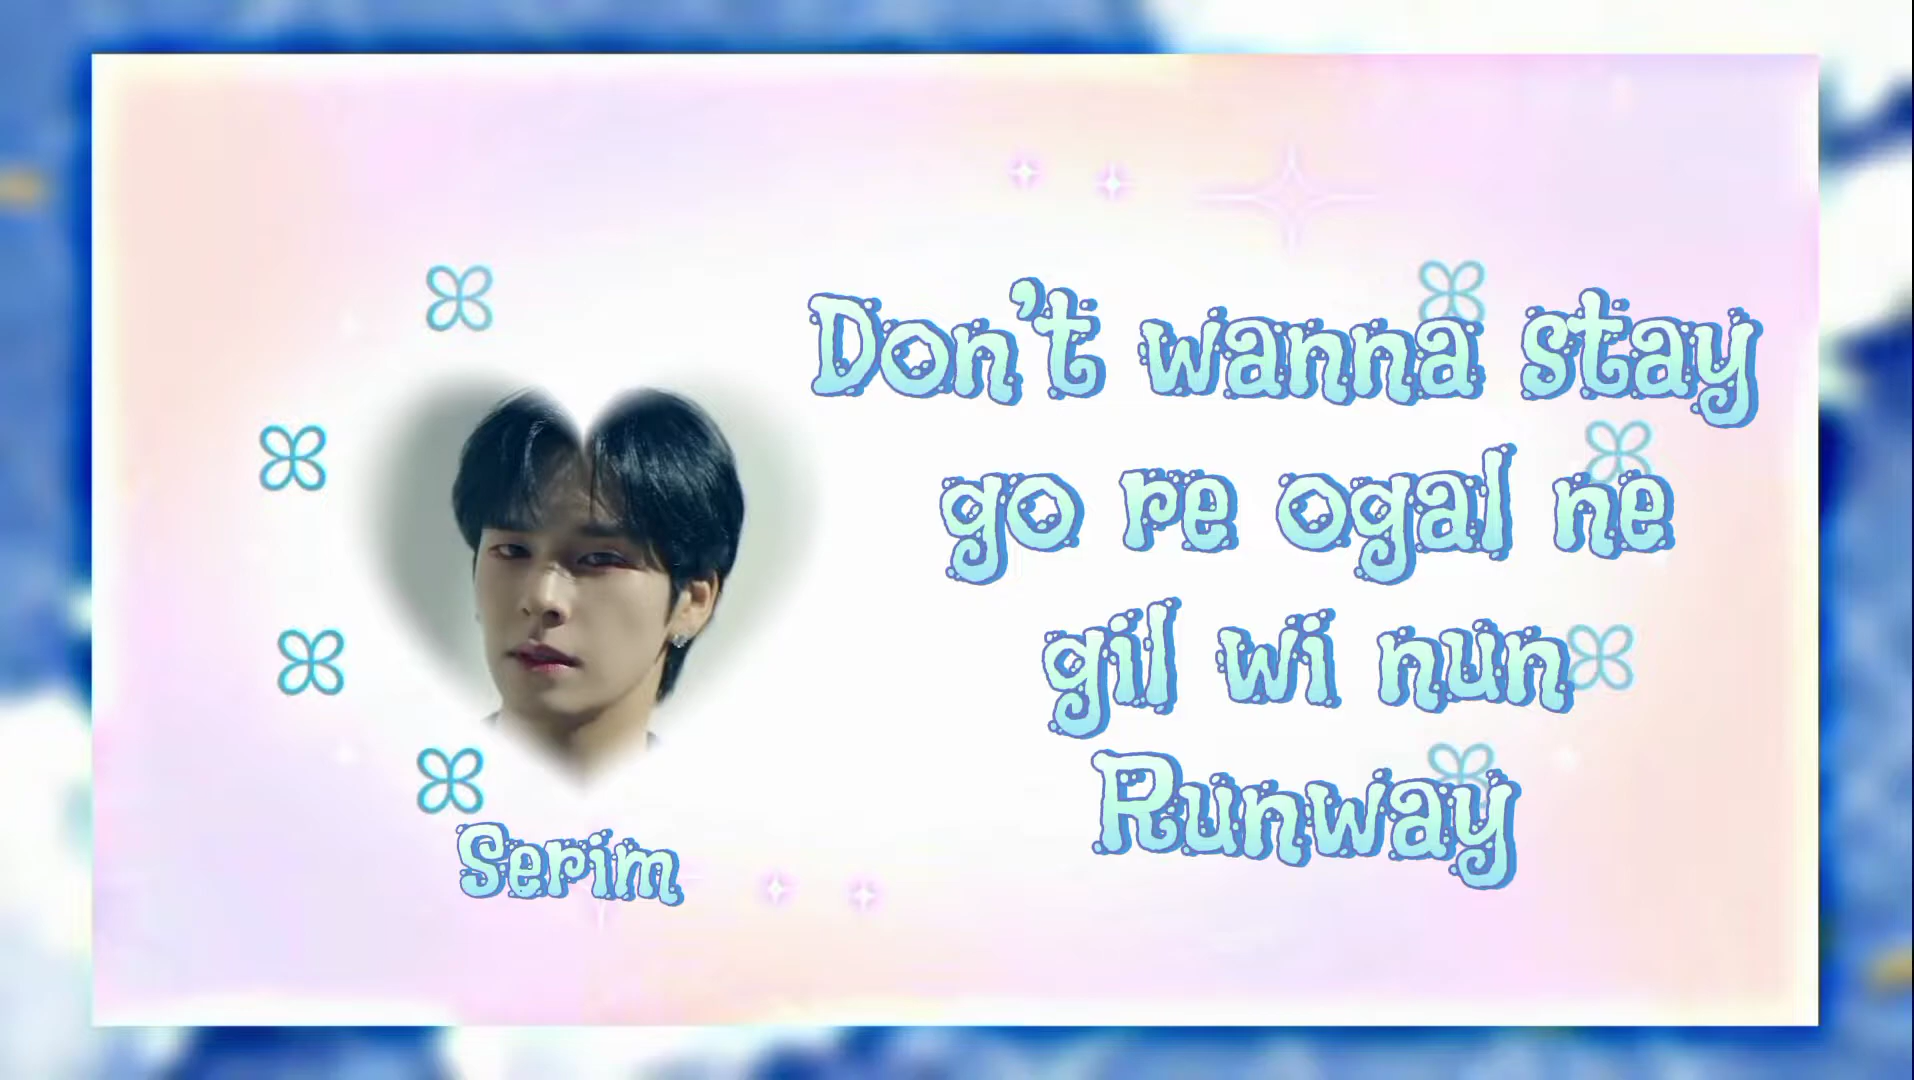 Don't wanna stay
go re ogal ne
gil wi nun
Runway
Serim